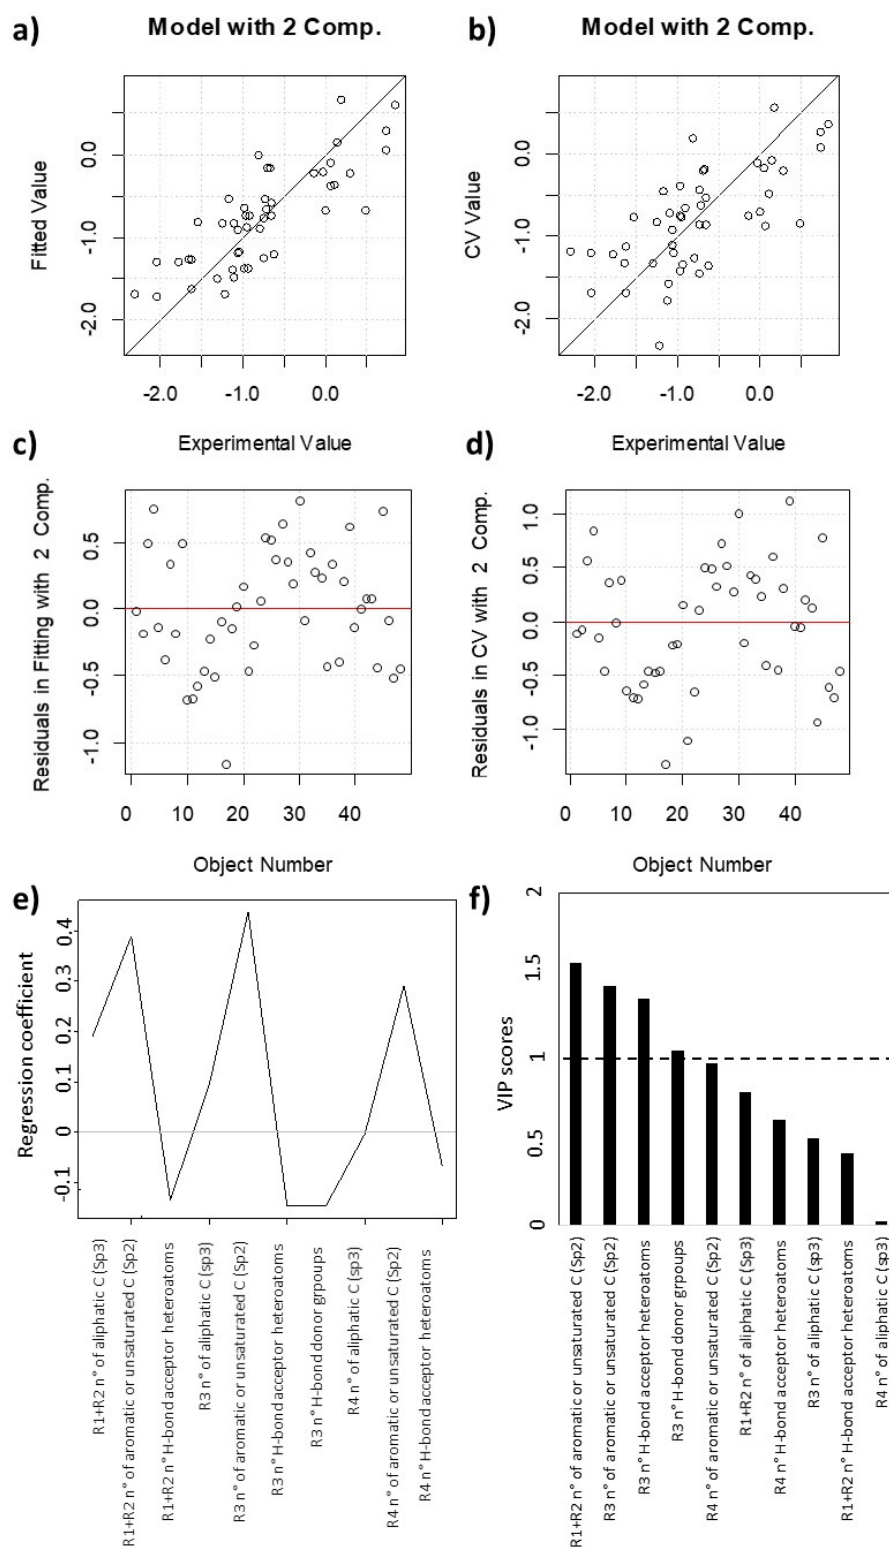 a) Model with 2 Comp.
Fitted Value
0.0
-1.0
-2.0
-2.0 -1.0 0.0
Experimental Value
b) Model with 2 Comp.
CV Value
0.0
-1.0
-2.0
-2.0 -1.0 0.0
Experimental Value
c)
Residuals in Fitting with 2 Comp.
0.5
0.0
-0.5
-1.0
0 10 20 30 40
Object Number
d)
Residuals in CV with 2 Comp.
1.0
0.5
0.0
-0.5
-1.0
0 10 20 30 40
Object Number
e)
Regression coefficient
0.4
0.3
0.2
0.1
0
-0.1
R1+R2 n° of aliphatic C (sp3)
R1+R2 n° of aromatic or unsaturated C (Sp2)
R1+R2 n° H-bond acceptor heteroatoms
R3 n° of aliphatic C (sp3)
R3 n° of aromatic or unsaturated C (Sp2)
R3 n° H-bond acceptor heteroatoms
R3 n° H-bond donor grpoups
R4 n° of aliphatic C (sp3)
R4 n° of aromatic or unsaturated C (Sp2)
R4 n° H-bond acceptor heteroatoms
f)
VIP scores
2
1.5
1
0.5
0
R1+R2 n° of aromatic or unsaturated C (Sp2)
R3 n° of aromatic or unsaturated C (Sp2)
R3 n° H-bond acceptor heteroatoms
R3 n° H-bond donor grpoups
R4 n° of aromatic or unsaturated C (Sp2)
R1+R2 n° of aliphatic C (sp3)
R4 n° H-bond acceptor heteroatoms
R3 n° of aliphatic C (sp3)
R1+R2 n° H-bond acceptor heteroatoms
R4 n° of aliphatic C (sp3)